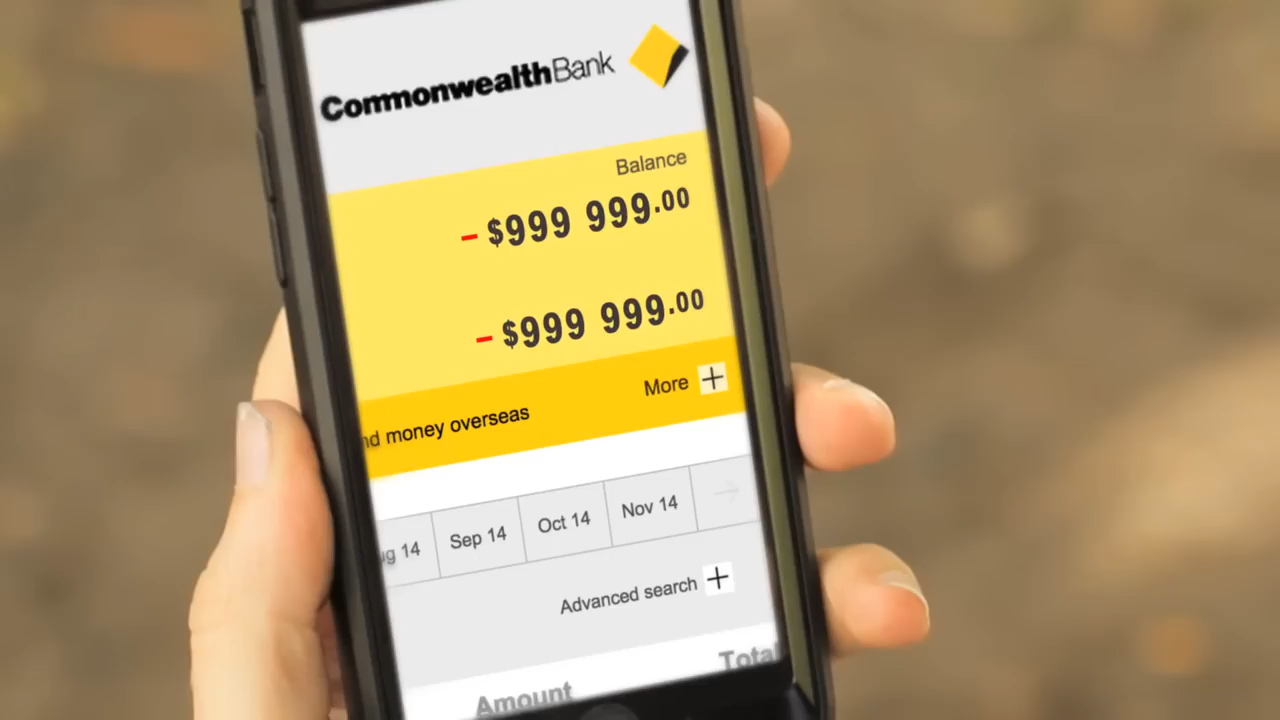 CommonwealthBank
Balance
– $999 999.00
– $999 999.00
nd money overseas
More +
ug 14
Sep 14
Oct 14
Nov 14
→
Advanced search +
Amount
Total